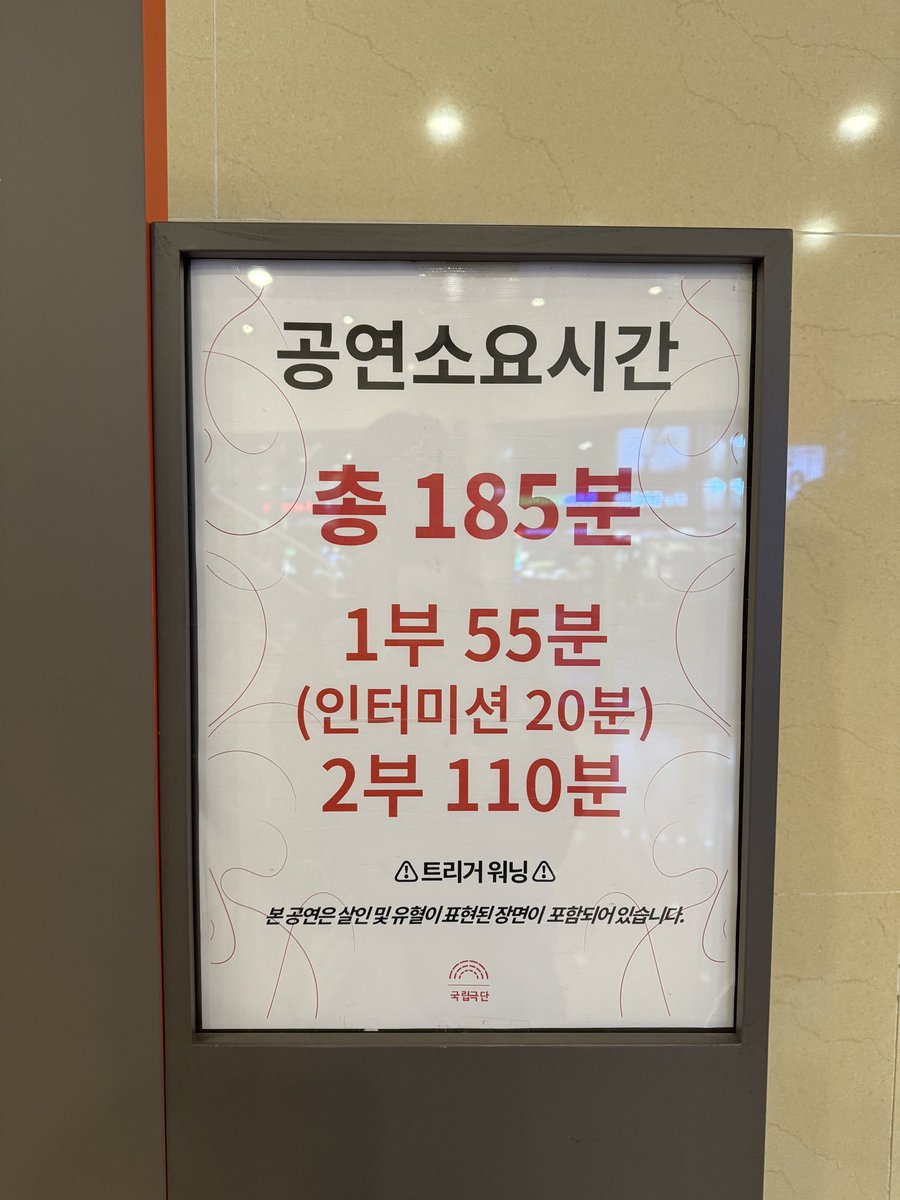 공연소요시간
총 185분
1부 55분
(인터미션 20분)
2부 110분
⚠트리거 워닝⚠
본 공연은 살인 및 유혈이 표현된 장면이 포함되어 있습니다.
국립극단